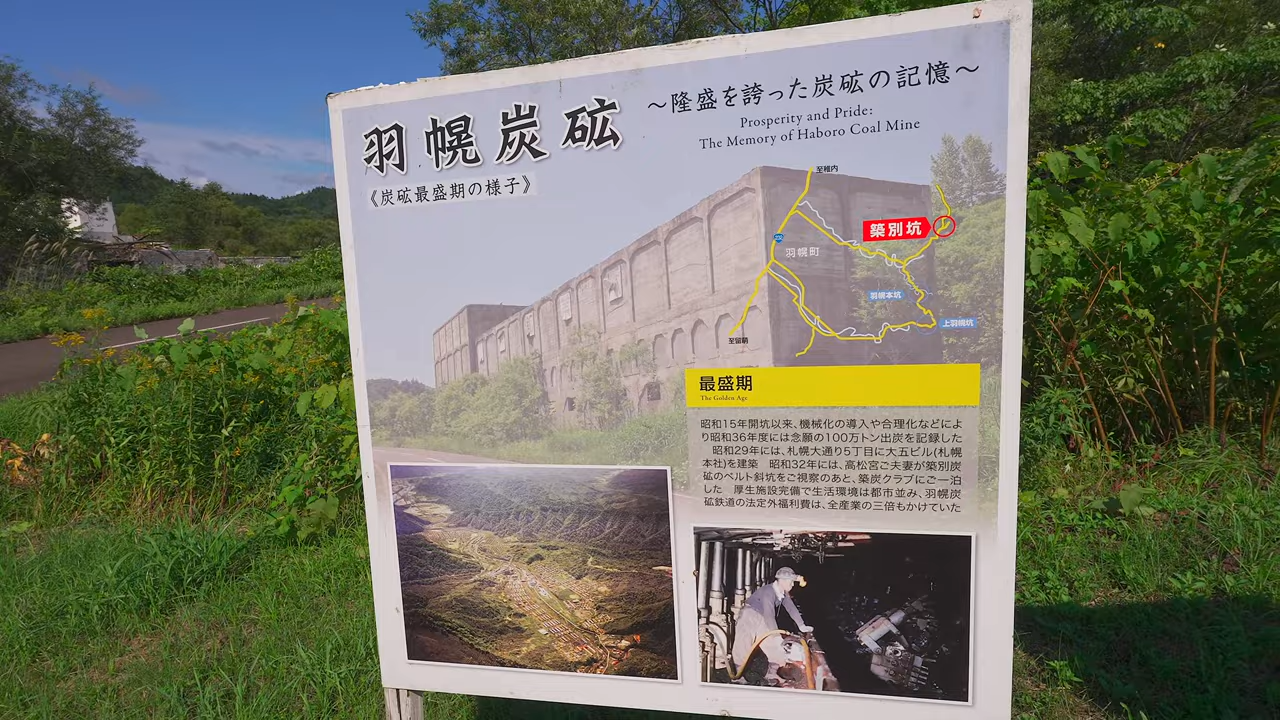 羽幌炭砿
～隆盛を誇った炭砿の記憶～
Prosperity and Pride:
The Memory of Haboro Coal Mine
《炭砿最盛期の様子》
至稚内
築別坑
232
羽幌町
羽幌本坑
上羽幌坑
至留萌
最盛期
The Golden Age
昭和15年開坑以来、機械化の導入や合理化などによ
り昭和36年度には念願の100万トン出炭を記録した
昭和29年には、札幌大通り5丁目に大五ビル(札幌
本社)を建築　昭和32年には、高松宮ご夫妻が築別炭
砿のベルト斜坑をご視察のあと、築炭クラブにご一泊
した　厚生施設完備で生活環境は都市並み、羽幌炭
砿鉄道の法定外福利費は、全産業の三倍もかけていた